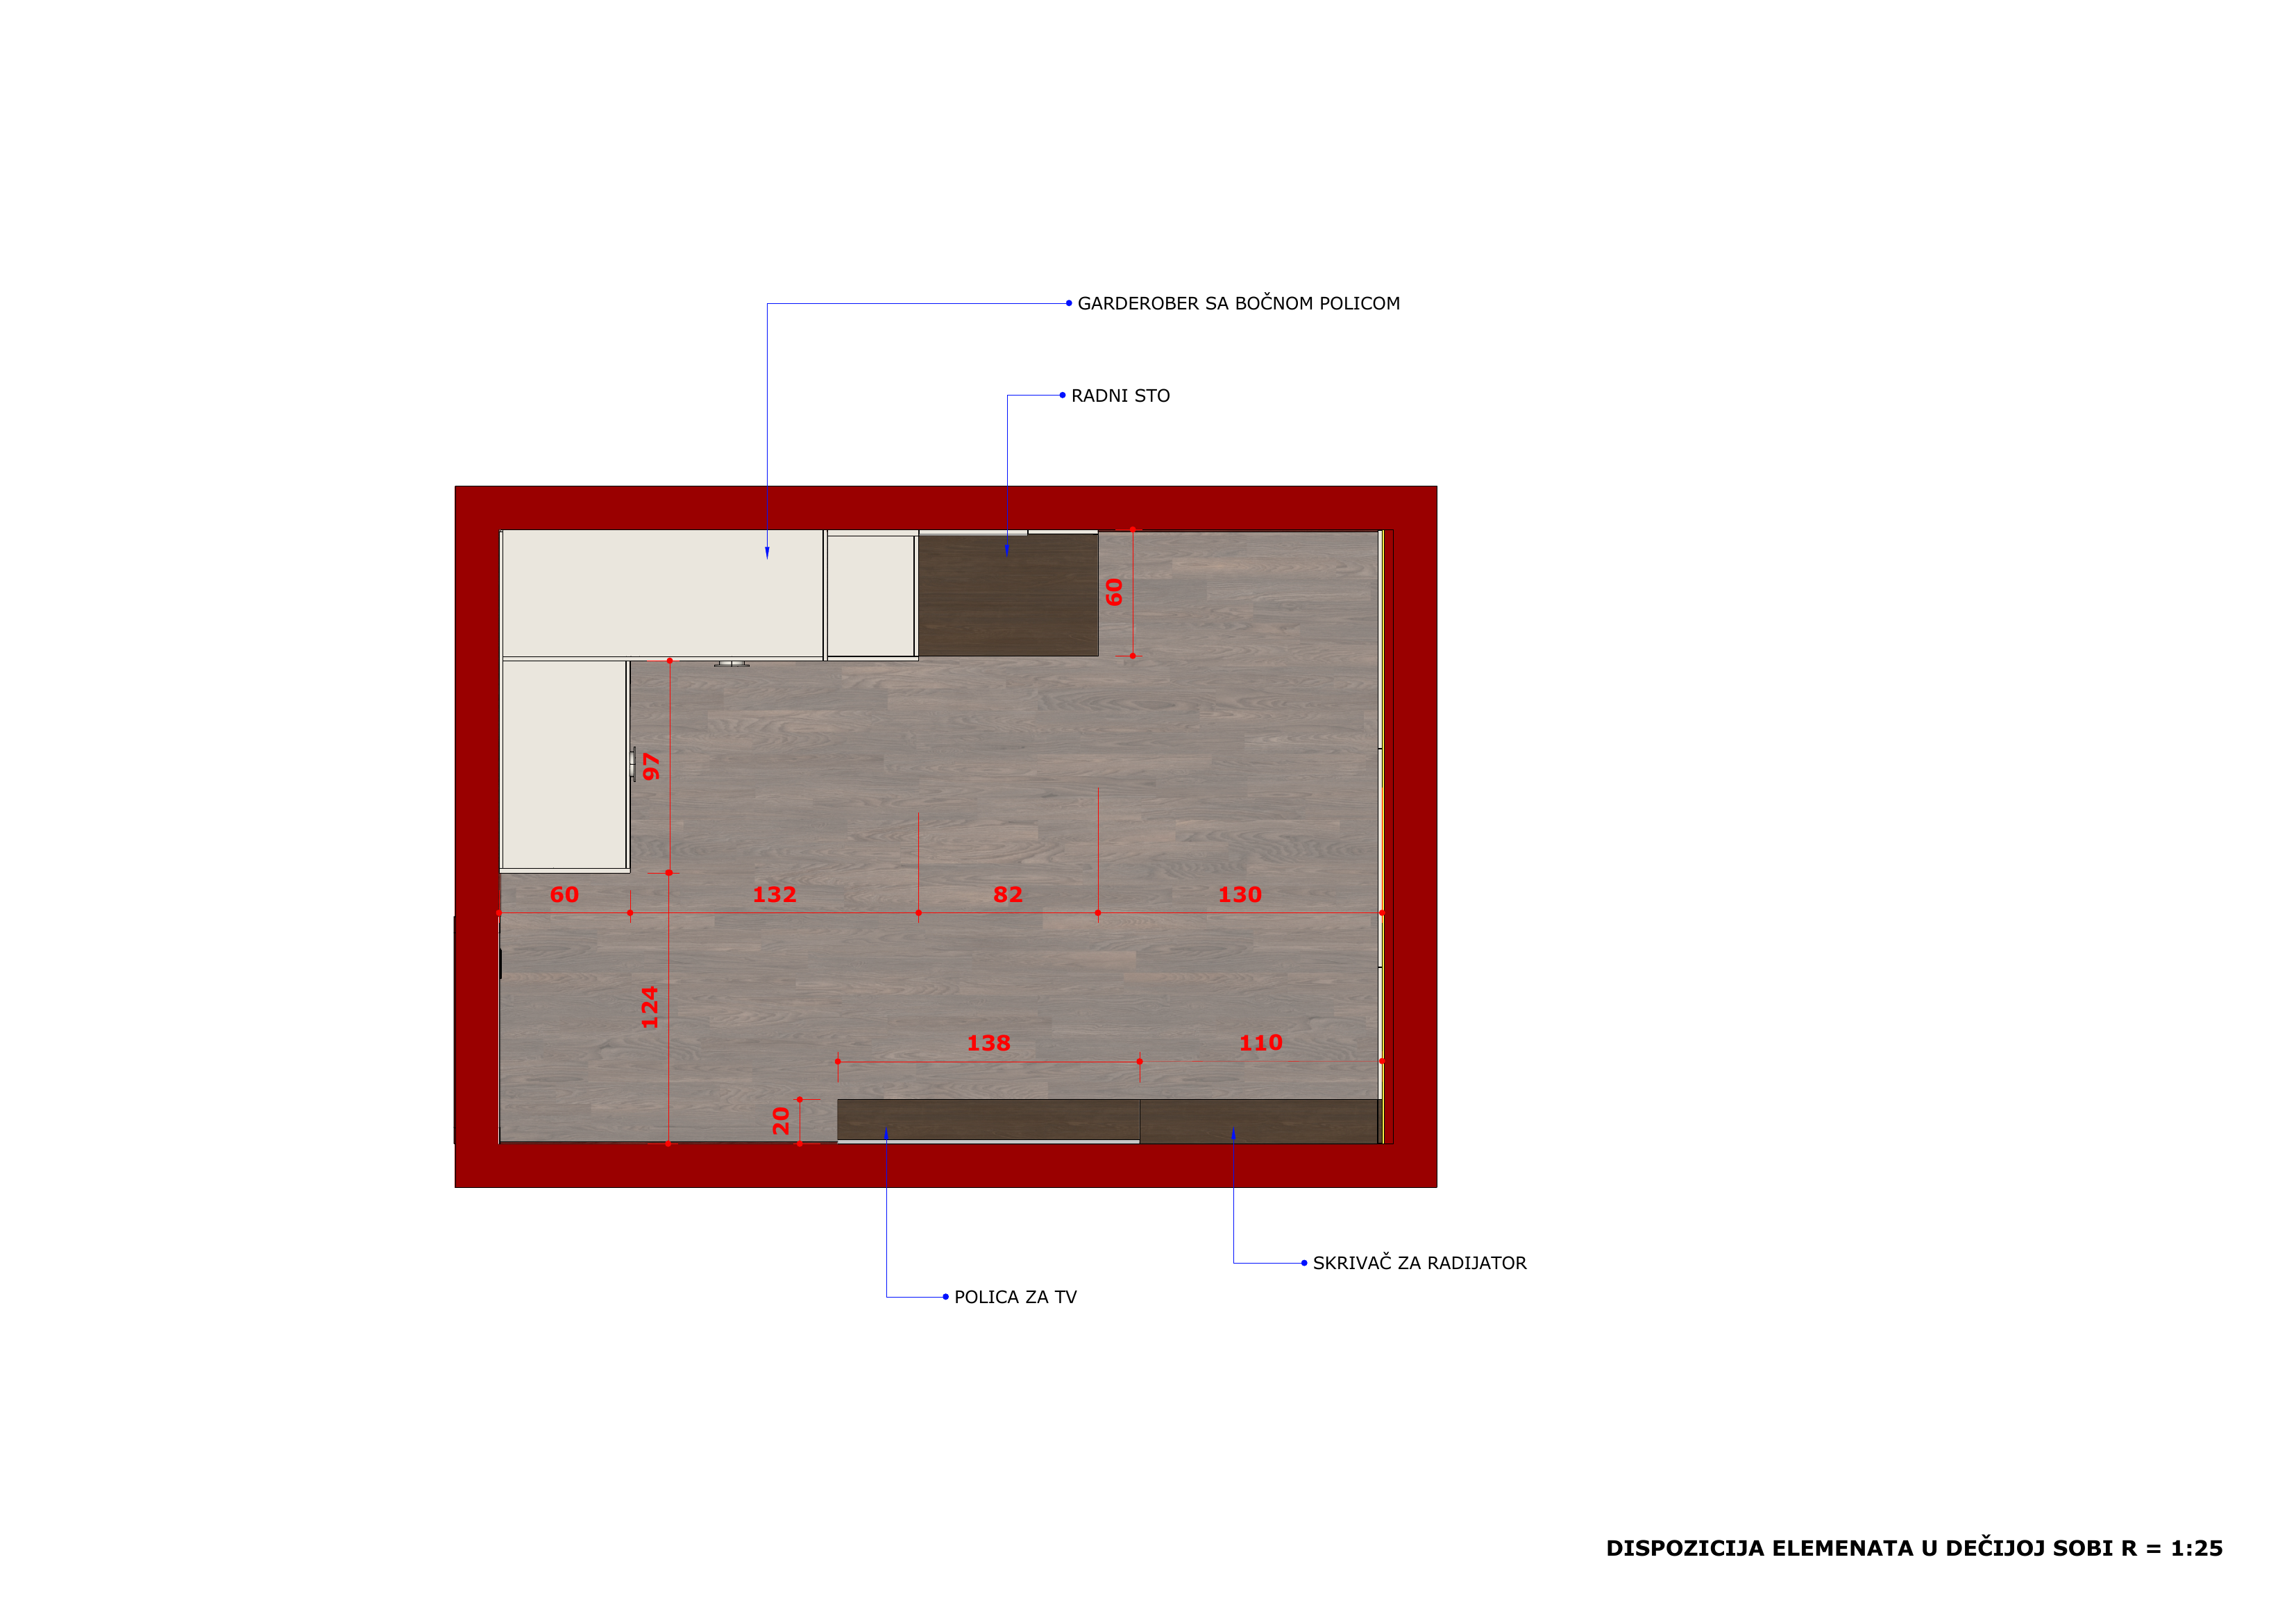 GARDEROBER SA BOČNOM POLICOM
RADNI STO
60
97
60
132
82
130
124
138
110
20
SKRIVAČ ZA RADIJATOR
POLICA ZA TV
DISPOZICIJA ELEMENATA U DEČIJOJ SOBI R = 1:25